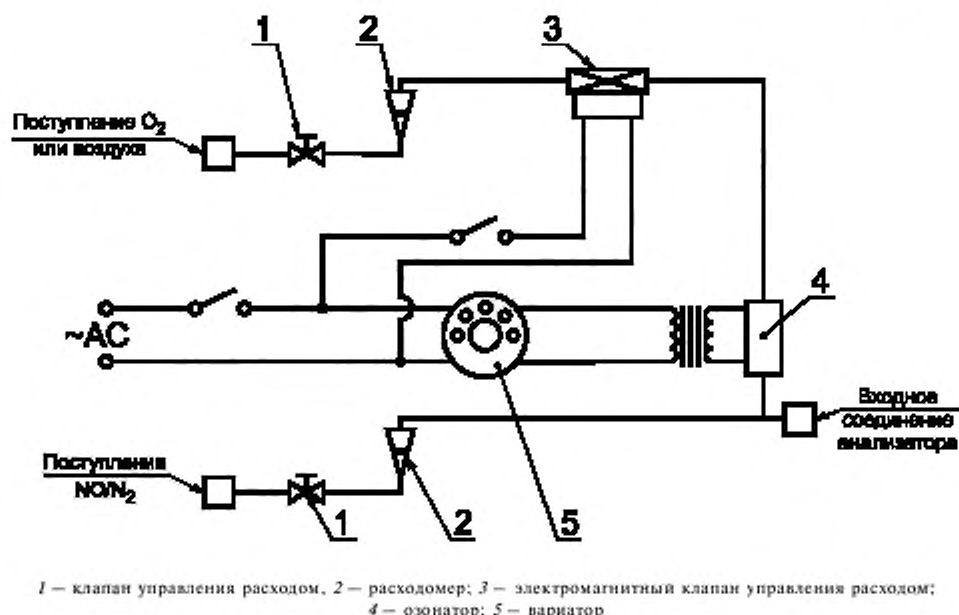 1
2
3
Поступление O2
или воздуха
4
~AC
Входное
соединение
анализатора
Поступления
NO/N2
1
2
5
1 — клапан управления расходом, 2 — расходомер; 3 — электромагнитный клапан управления расходом;
4 — озонатор; 5 — вариатор